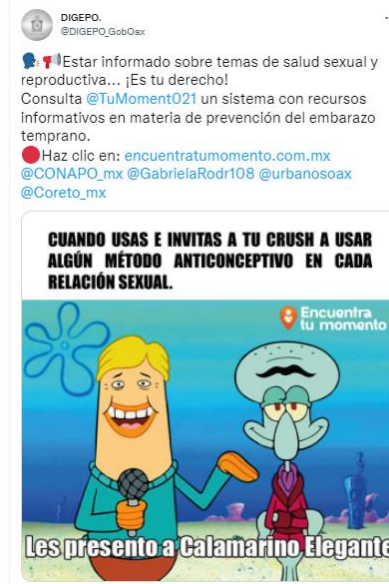 DIGEPO.
@DIGEPO_GobOax
Estar informado sobre temas de salud sexual y
reproductiva... ¡Es tu derecho!
Consulta @TuMoment021 un sistema con recursos
informativos en materia de prevención del embarazo
temprano.
Haz clic en: encuentratumomento.com.mx
@CONAPO_mx @GabrielaRodr108 @urbanosoax
@Coreto_mx
CUANDO USAS E INVITAS A TU CRUSH A USAR
ALGÚN MÉTODO ANTICONCEPTIVO EN CADA
RELACIÓN SEXUAL.
Encuentra
tu momento
Les presento a Calamarino Elegante